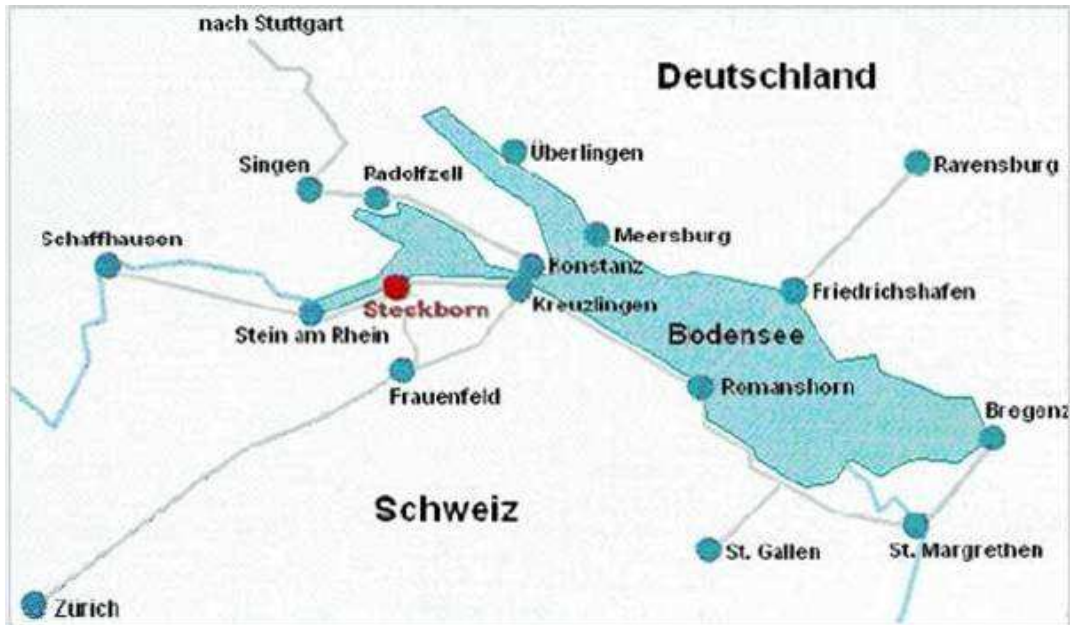 nach Stuttgart
Deutschland
Überlingen
Ravensburg
Singen
Radolfzell
Meersburg
Schaffhausen
Konstanz
Friedrichshafen
Kreuzlingen
Steckborn
Stein am Rhein
Bodensee
Romanshorn
Frauenfeld
Bregenz
Schweiz
St. Gallen
St. Margrethen
Zürich